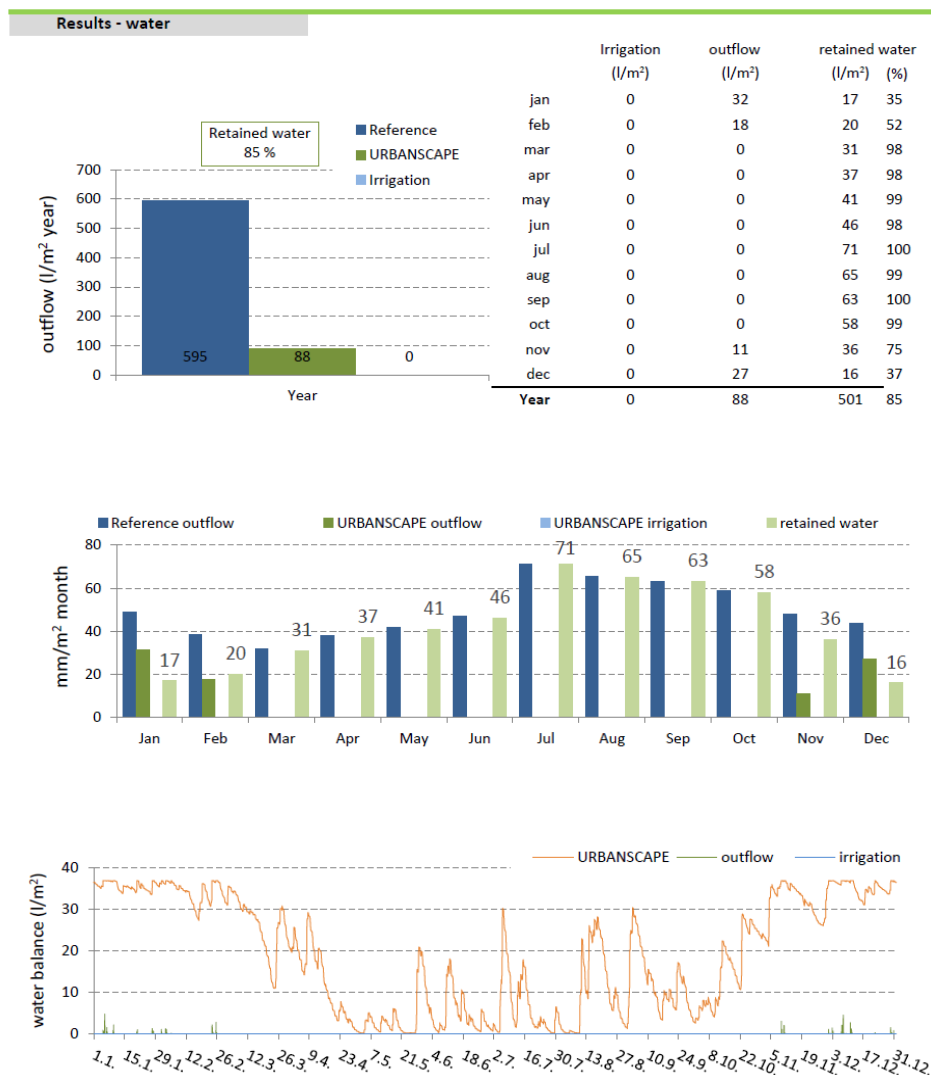 Results - water
Irrigation outflow retained water
(l/m²) (l/m²) (l/m²) (%)
jan 0 32 17 35
feb 0 18 20 52
mar 0 0 31 98
apr 0 0 37 98
may 0 0 41 99
jun 0 0 46 98
jul 0 0 71 100
aug 0 0 65 99
sep 0 0 63 100
oct 0 0 58 99
nov 0 11 36 75
dec 0 27 16 37
Year 0 88 501 85
Retained water
85 %
Reference
URBANSCAPE
Irrigation
outflow (l/m² year)
700
600
500
400
300
200
100
0
595 88 0
Year
Reference outflow URBANSCAPE outflow URBANSCAPE irrigation retained water
mm/m² month
80
60
40
20
0
17 20 31 37 41 46 71 65 63 58 36 16
Jan Feb Mar Apr May Jun Jul Aug Sep Oct Nov Dec
URBANSCAPE outflow irrigation
water balance (l/m²)
40
30
20
10
0
1.1. 15.1. 29.1. 12.2. 26.2. 12.3. 26.3. 9.4. 23.4. 7.5. 21.5. 4.6. 18.6. 2.7. 16.7. 30.7. 13.8. 27.8. 10.9. 24.9. 8.10. 22.10. 5.11. 19.11. 3.12. 17.12. 31.12.